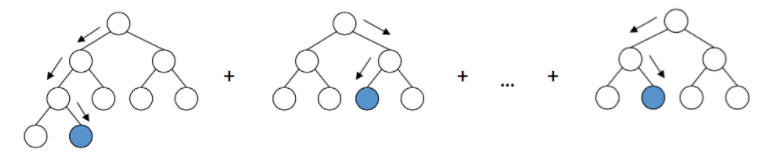 + + ... +